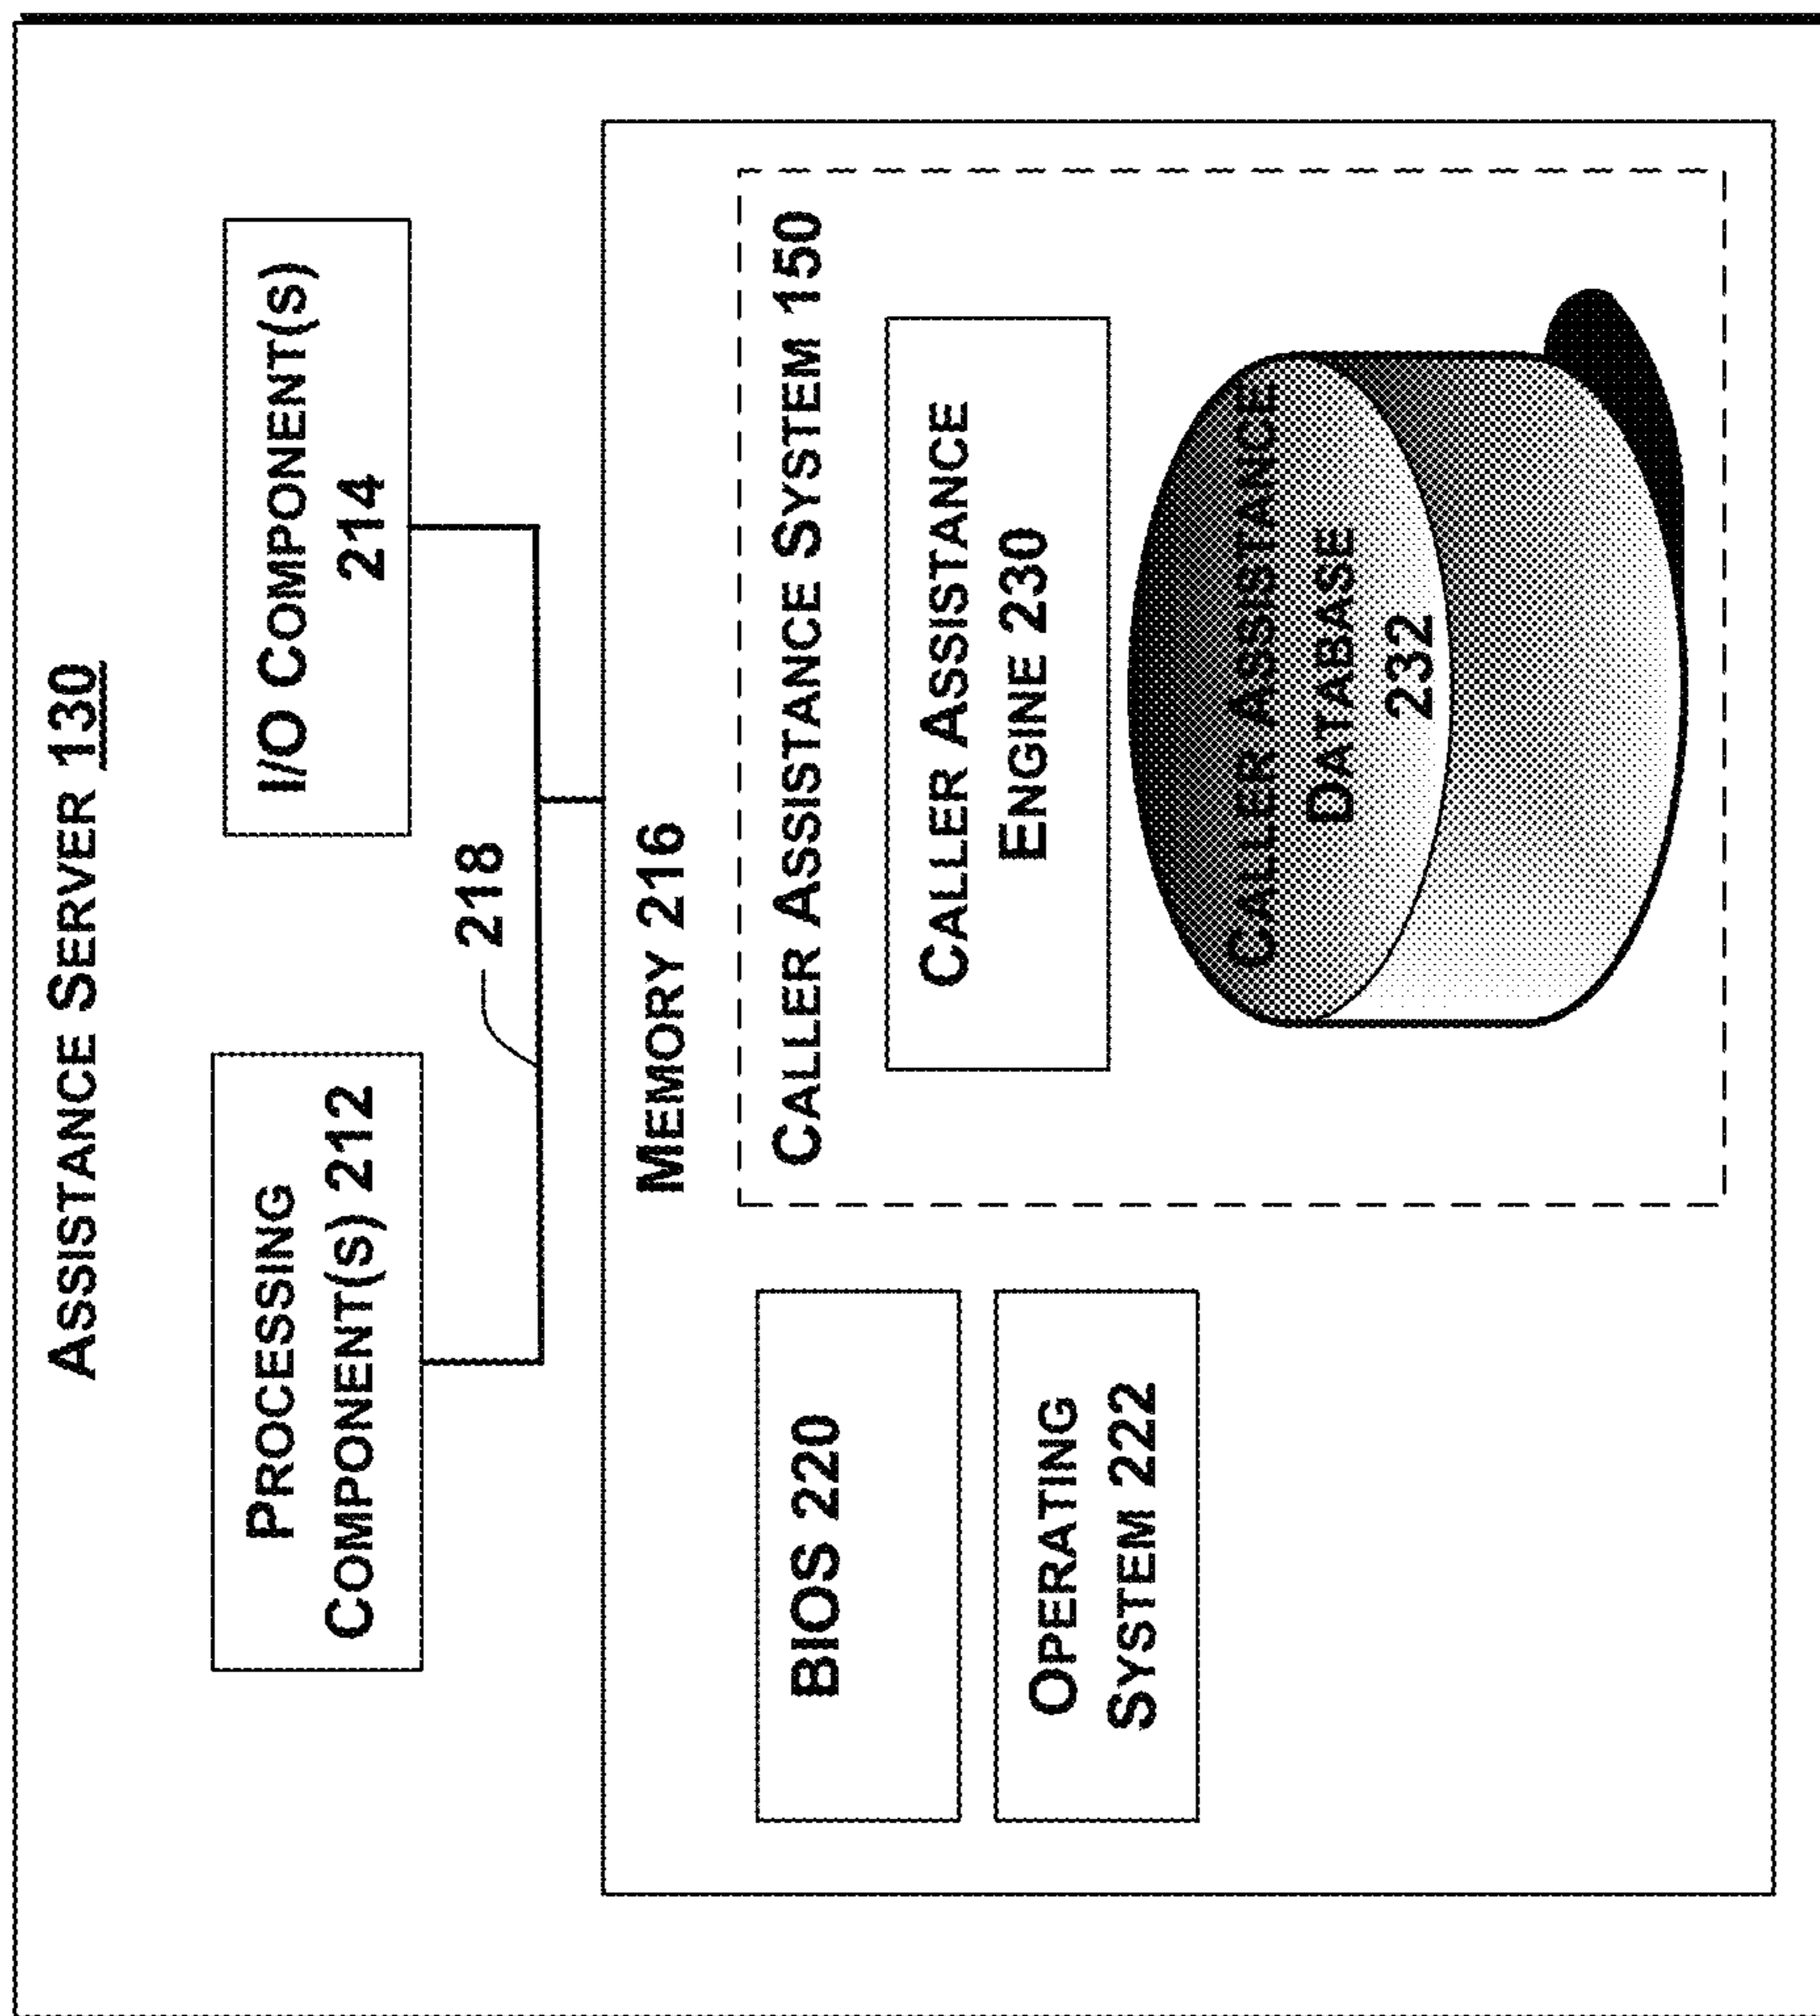 ASSISTANCE SERVER 130
PROCESSING
COMPONENT(S) 212
I/O COMPONENT(S)
214
218
MEMORY 216
BIOS 220
OPERATING
SYSTEM 222
CALLER ASSISTANCE SYSTEM 150
CALLER ASSISTANCE
ENGINE 230
CALLER ASSISTANCE
DATABASE
232